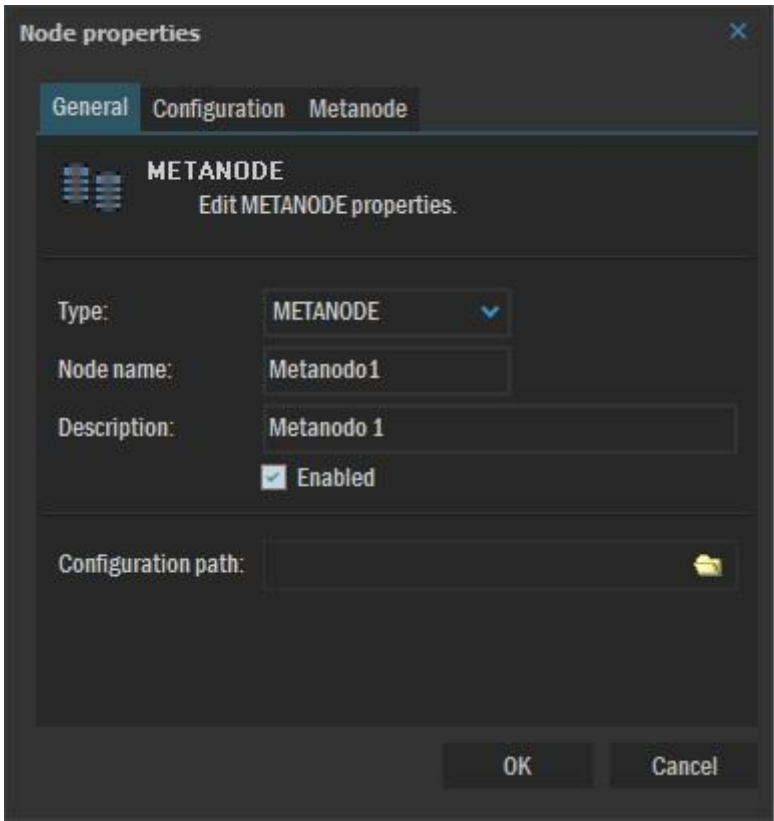 Node properties
General Configuration Metanode
METANODE
Edit METANODE properties.
Type: METANODE
Node name: Metanodo1
Description: Metanodo 1
Enabled
Configuration path:
OK Cancel